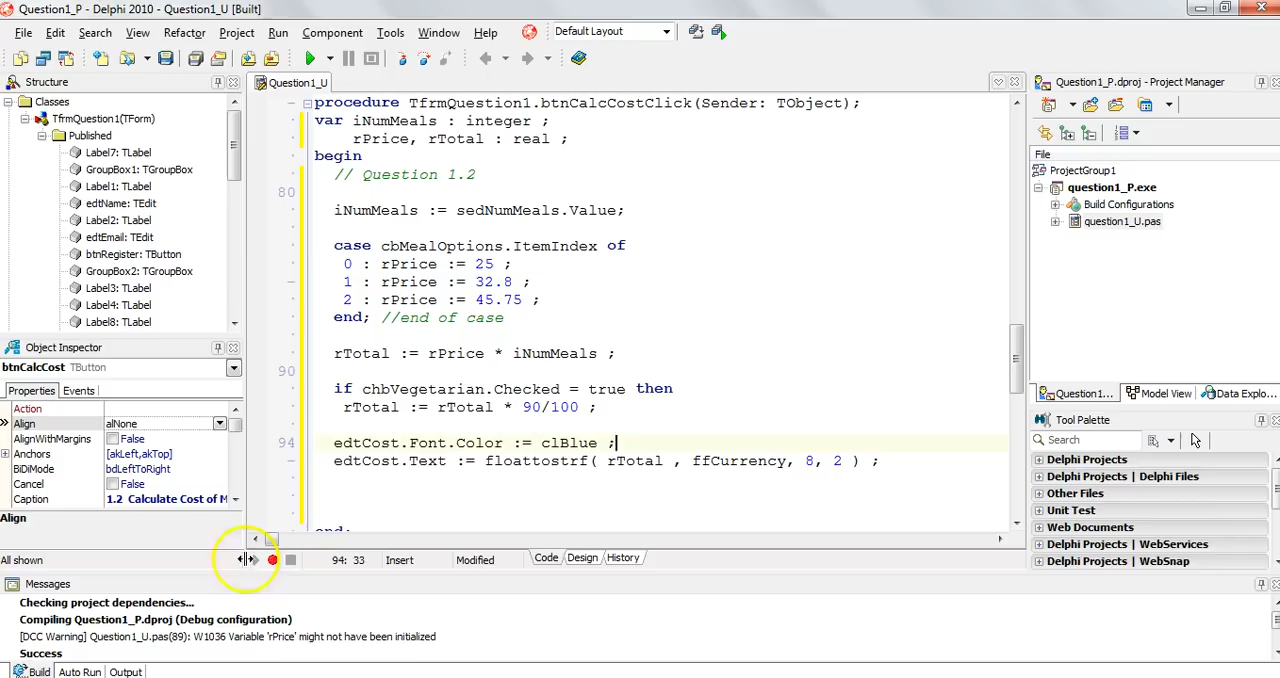 Question1_P - Delphi 2010 - Question1_U [Built]
File Edit Search View Refactor Project Run Component Tools Window Help Default Layout
Structure
Question1_U
Question1_P.dproj - Project Manager
Classes
TfrmQuestion1(TForm)
Published
Label7: TLabel
GroupBox1: TGroupBox
Label1: TLabel
edtName: TEdit
Label2: TLabel
edtEmail: TEdit
btnRegister: TButton
GroupBox2: TGroupBox
Label3: TLabel
Label4: TLabel
Label8: TLabel
procedure TfrmQuestion1.btnCalcCostClick(Sender: TObject);
var iNumMeals : integer ;
rPrice, rTotal : real ;
begin
// Question 1.2
80
iNumMeals := sedNumMeals.Value;
case cbMealOptions.ItemIndex of
0 : rPrice := 25 ;
1 : rPrice := 32.8 ;
2 : rPrice := 45.75 ;
end; //end of case
rTotal := rPrice * iNumMeals ;
90
if chbVegetarian.Checked = true then
rTotal := rTotal * 90/100 ;
94 edtCost.Font.Color := clBlue ;
edtCost.Text := floattostrf( rTotal , ffCurrency, 8, 2 ) ;
end;
File
ProjectGroup1
question1_P.exe
Build Configurations
question1_U.pas
Question1... Model View Data Explo...
Object Inspector
btnCalcCost TButton
Properties Events
Action
Align alNone
AlignWithMargins False
Anchors [akLeft,akTop]
BiDiMode bdLeftToRight
Cancel False
Caption 1.2 Calculate Cost of M
Align
All shown
94: 33 Insert Modified Code Design History
Tool Palette
Search
Delphi Projects
Delphi Projects | Delphi Files
Other Files
Unit Test
Web Documents
Delphi Projects | WebServices
Delphi Projects | WebSnap
Messages
Checking project dependencies...
Compiling Question1_P.dproj (Debug configuration)
[DCC Warning] Question1_U.pas(89): W1036 Variable 'rPrice' might not have been initialized
Success
Build Auto Run Output